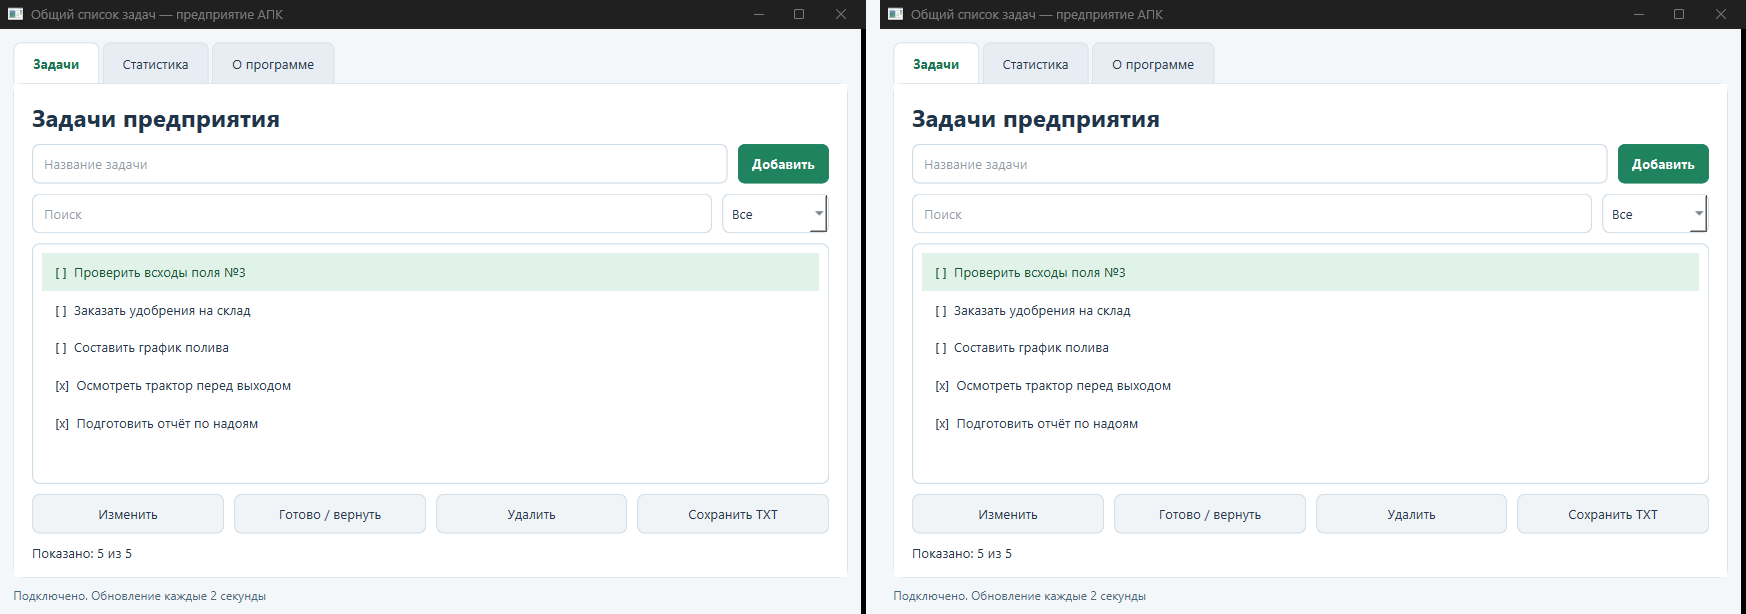 Общий список задач — предприятие АПК
Задачи
Статистика
О программе
Задачи предприятия
Название задачи
Добавить
Поиск
Все
[ ] Проверить всходы поля №3
[ ] Заказать удобрения на склад
[ ] Составить график полива
[x] Осмотреть трактор перед выходом
[x] Подготовить отчёт по надоям
Изменить
Готово / вернуть
Удалить
Сохранить TXT
Показано: 5 из 5
Подключено. Обновление каждые 2 секунды
Общий список задач — предприятие АПК
Задачи
Статистика
О программе
Задачи предприятия
Название задачи
Добавить
Поиск
Все
[ ] Проверить всходы поля №3
[ ] Заказать удобрения на склад
[ ] Составить график полива
[x] Осмотреть трактор перед выходом
[x] Подготовить отчёт по надоям
Изменить
Готово / вернуть
Удалить
Сохранить TXT
Показано: 5 из 5
Подключено. Обновление каждые 2 секунды